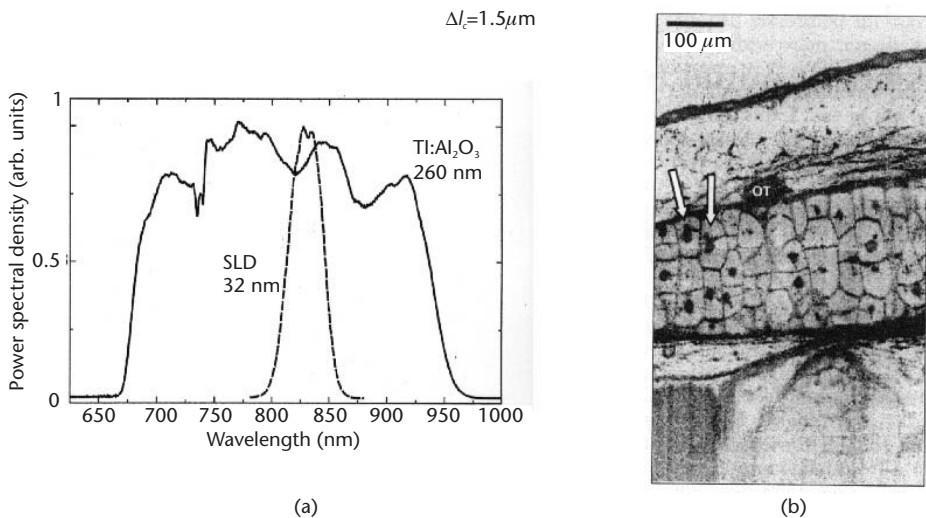 Δl_c=1.5μm
100 μm
Power spectral density (arb. units)
1
0.5
0
TI:Al₂O₃
260 nm
SLD
32 nm
OT
650 700 750 800 850 900 950 1000
Wavelength (nm)
(a)
(b)